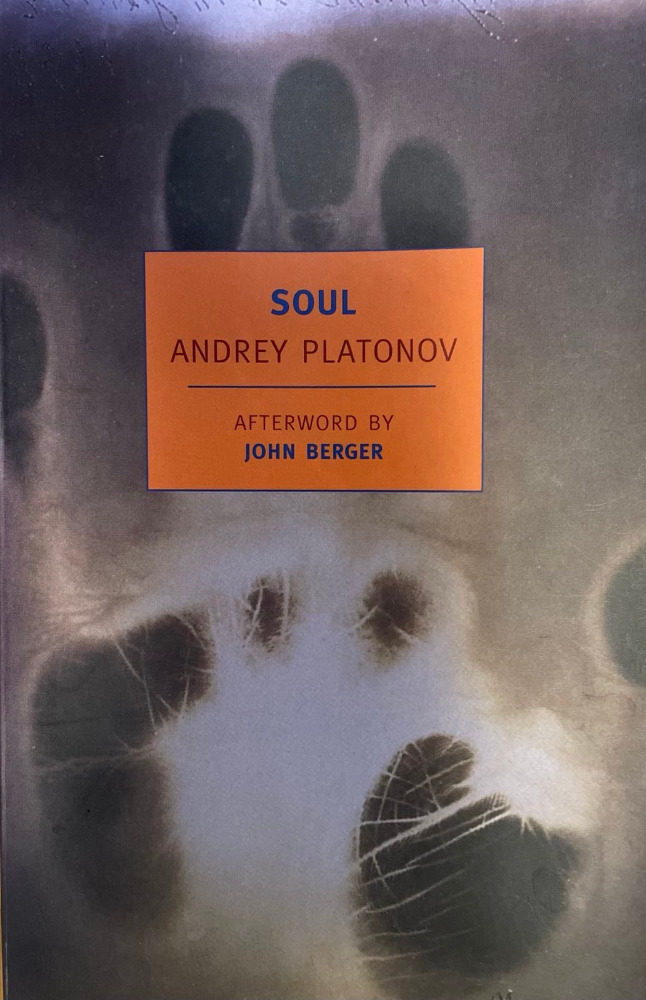 SOUL
ANDREY PLATONOV
AFTERWORD BY
JOHN BERGER